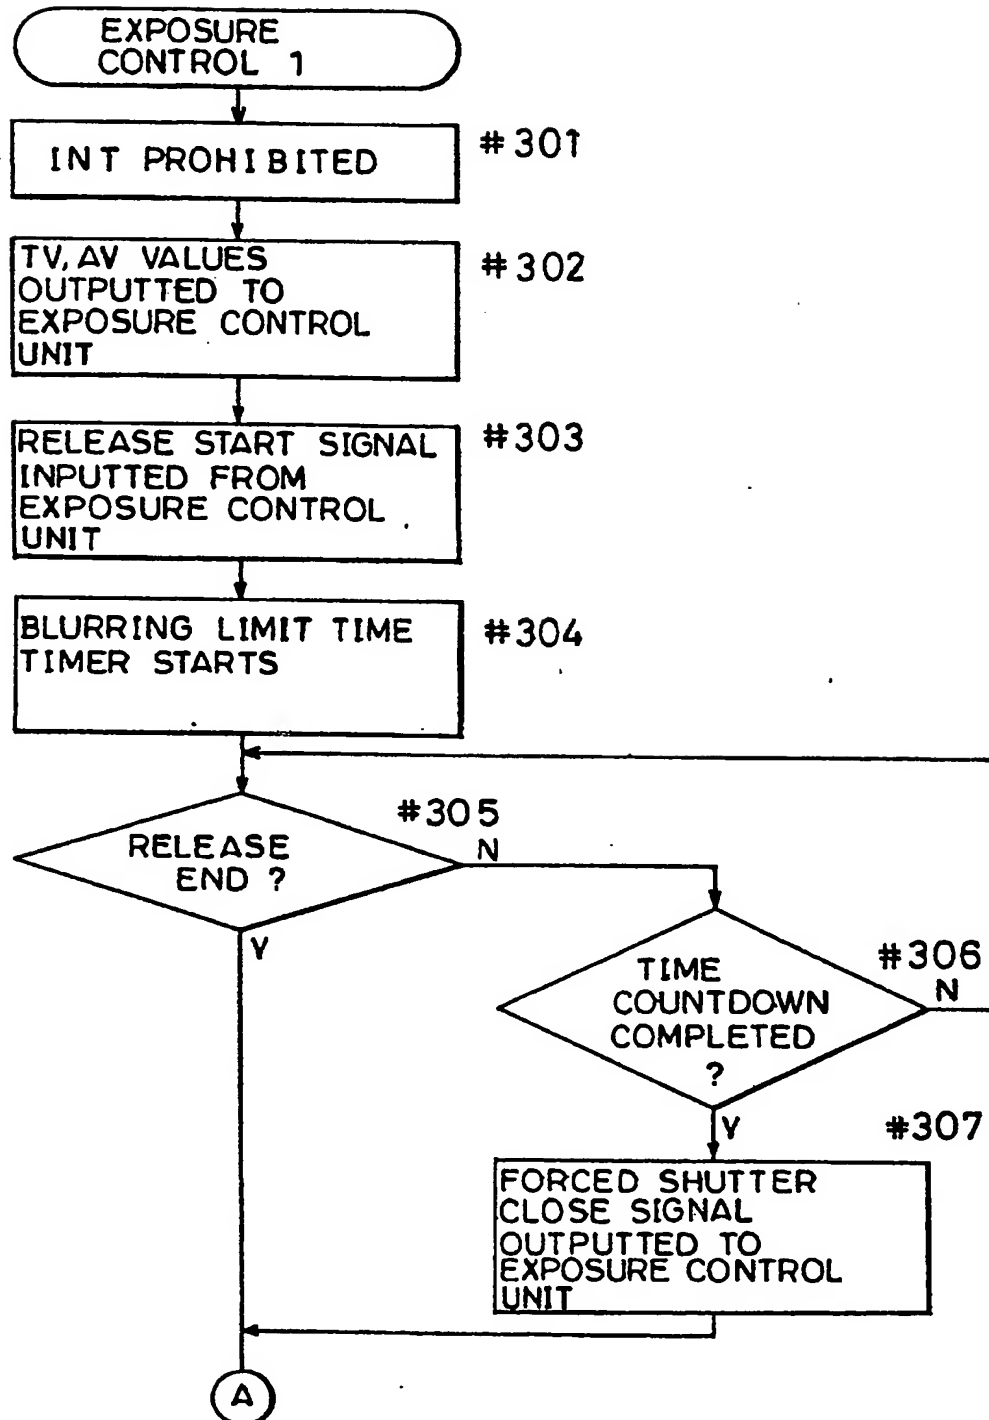 EXPOSURE
CONTROL 1
INT PROHIBITED
#301
TV, AV VALUES
OUTPUTTED TO
EXPOSURE CONTROL
UNIT
#302
RELEASE START SIGNAL
INPUTTED FROM
EXPOSURE CONTROL
UNIT
#303
BLURRING LIMIT TIME
TIMER STARTS
#304
RELEASE
END ?
#305
N
Y
TIME
COUNTDOWN
COMPLETED
?
#306
N
Y
#307
FORCED SHUTTER
CLOSE SIGNAL
OUTPUTTED TO
EXPOSURE CONTROL
UNIT
A